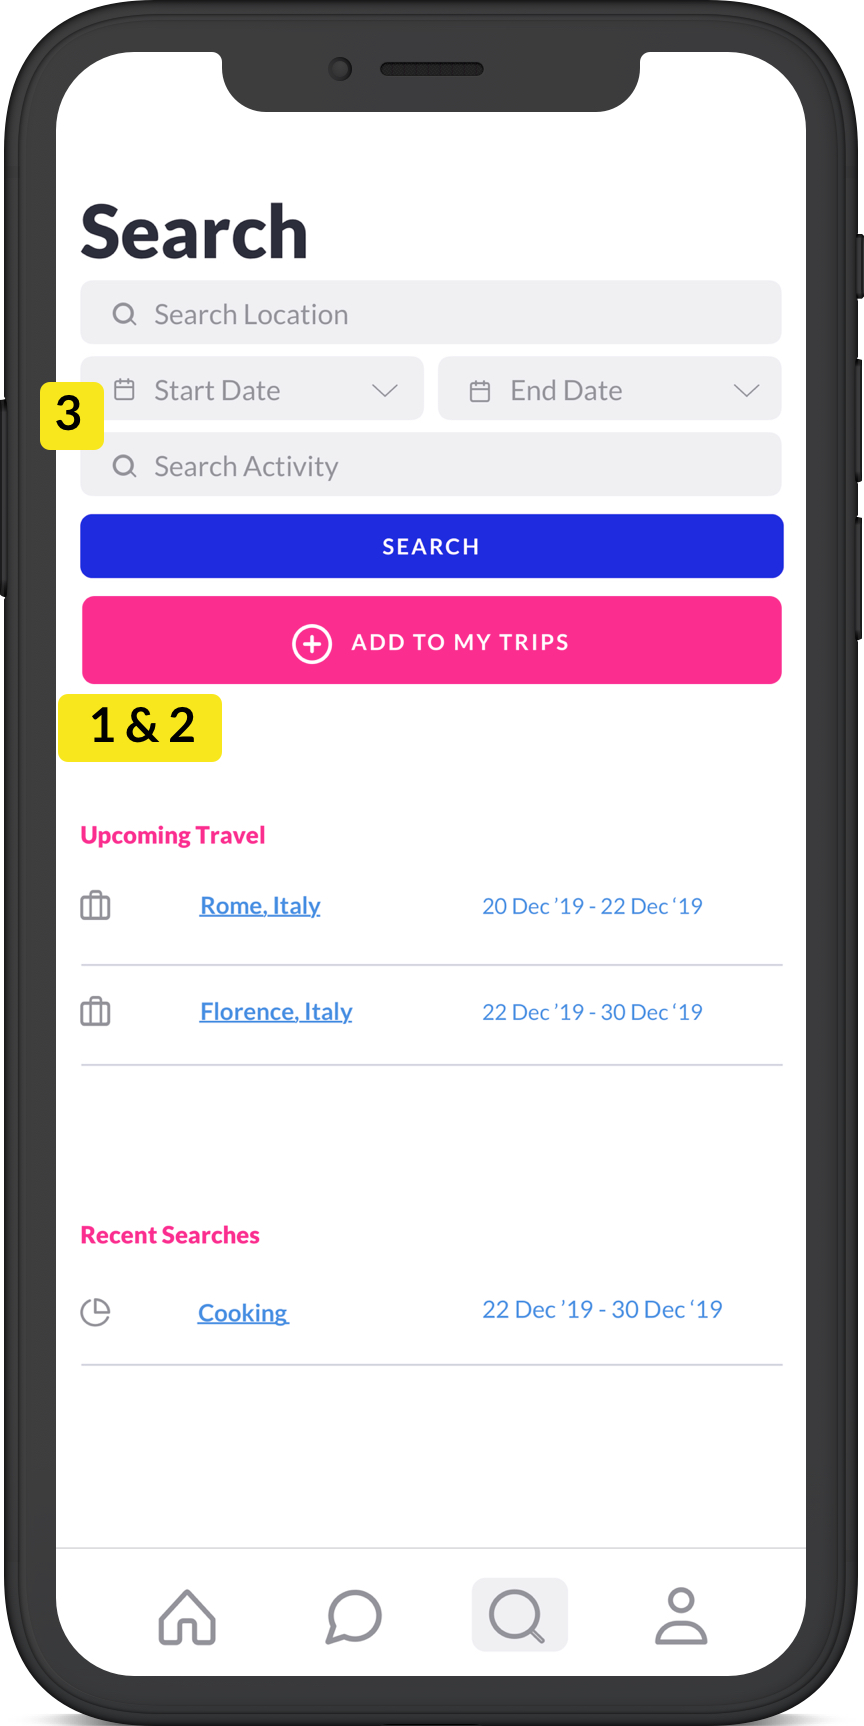 Search
Search Location
Start Date
End Date
3
Search Activity
SEARCH
ADD TO MY TRIPS
1 & 2
Upcoming Travel
Rome, Italy
20 Dec ’19 - 22 Dec ‘19
Florence, Italy
22 Dec ’19 - 30 Dec ‘19
Recent Searches
Cooking
22 Dec ’19 - 30 Dec ‘19